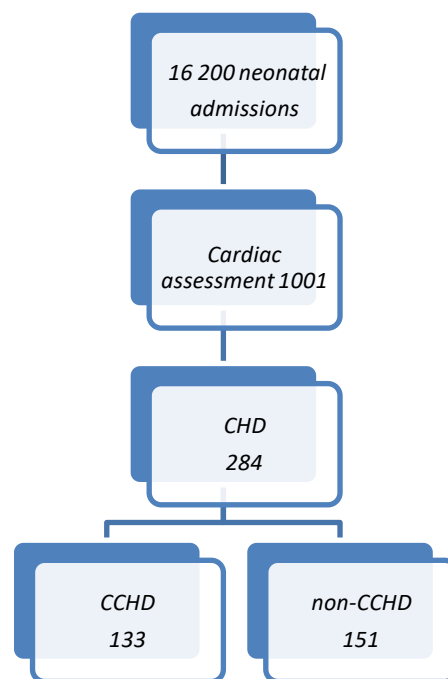 16 200 neonatal
admissions
Cardiac
assessment 1001
CHD
284
CCHD
133
non-CCHD
151